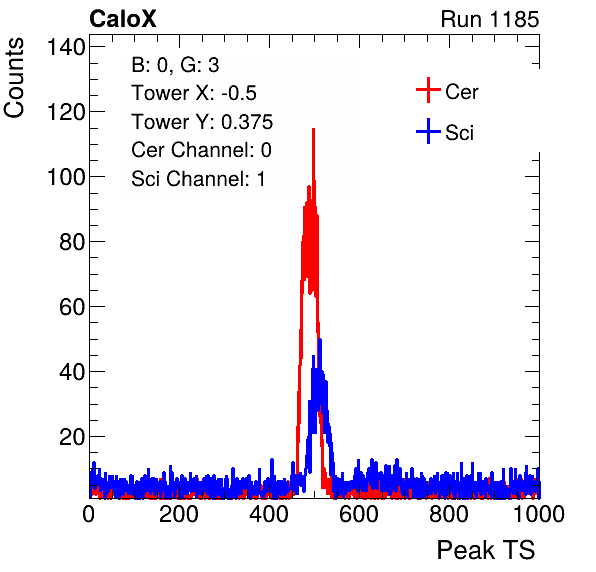 CaloX Run 1185
Counts
140
120
100
80
60
40
20
B: 0, G: 3
Tower X: -0.5
Tower Y: 0.375
Cer Channel: 0
Sci Channel: 1
Cer
Sci
0 200 400 600 800 1000
Peak TS